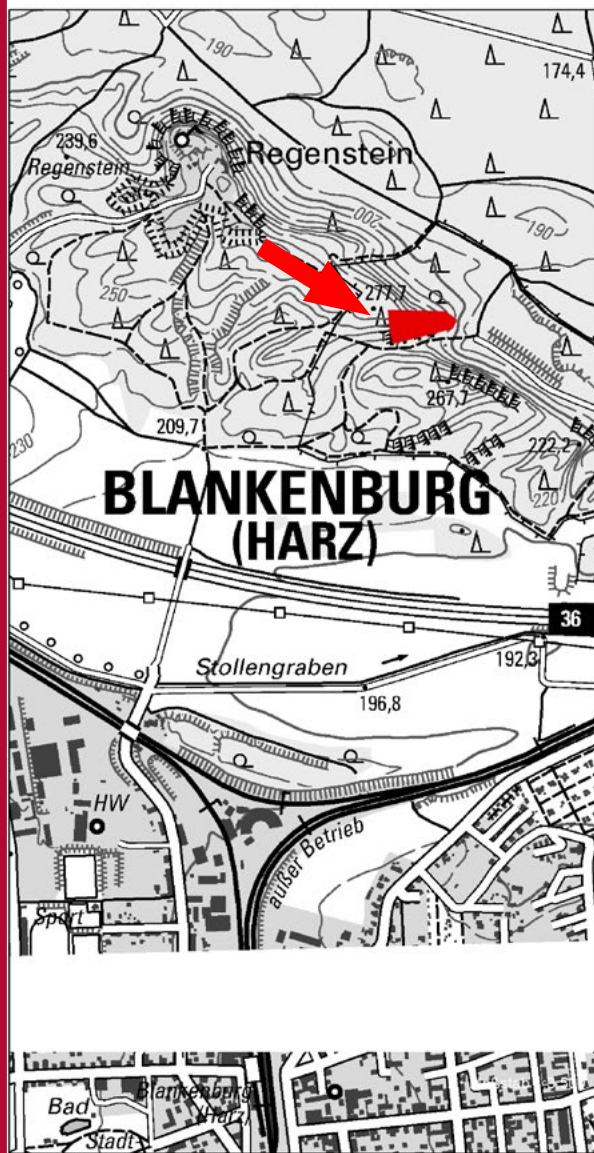 190
174,4
239,6
Regenstein
Regenstein
200
190
250
277,7
267,7
209,7
222,2
230
220
BLANKENBURG
(HARZ)
36
Stollengraben
192,3
196,8
HW
außer Betrieb
Sport
Blankenburg
(Harz)
Bad
Stadt